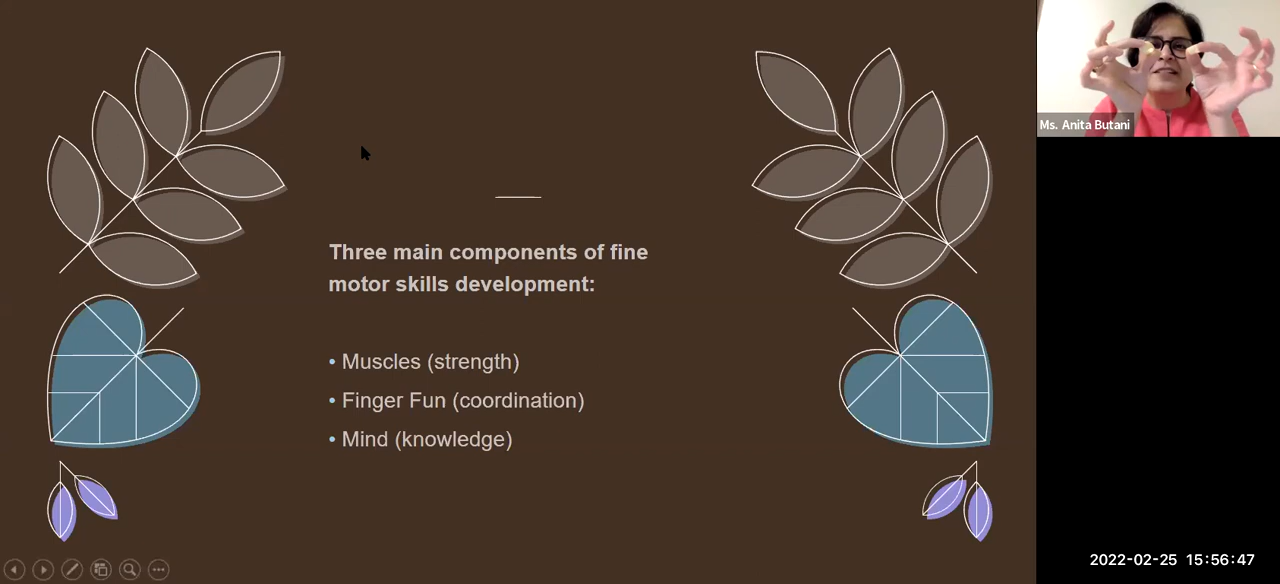 Ms. Anita Butani
Three main components of fine
motor skills development:
• Muscles (strength)
• Finger Fun (coordination)
• Mind (knowledge)
2022-02-25 15:56:47